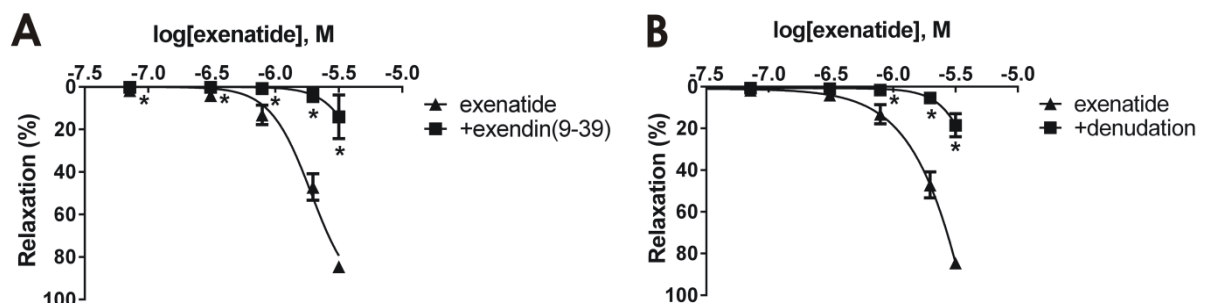 A
log[exenatide], M
-7.5 -7.0 -6.5 -6.0 -5.5 -5.0
0
20
40
60
80
100
Relaxation (%)
* * * * *
exenatide
+exendin(9-39)
B
log[exenatide], M
-7.5 -7.0 -6.5 -6.0 -5.5 -5.0
0
20
40
60
80
100
Relaxation (%)
* * *
exenatide
+denudation